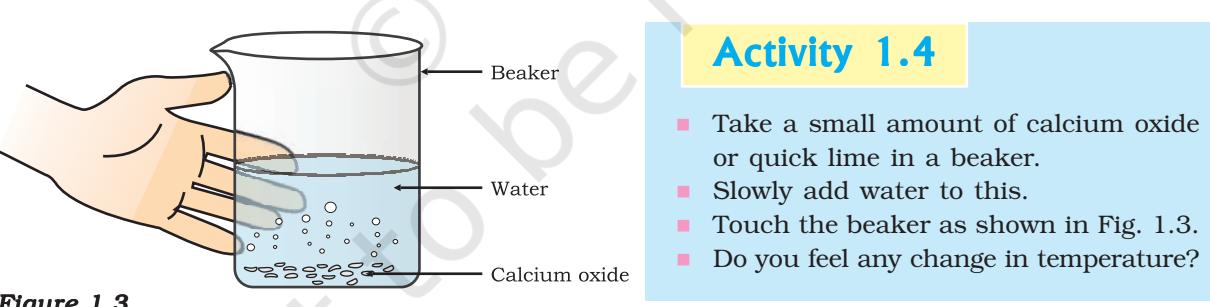 Beaker
Water
Calcium oxide
Figure 1.3
Activity 1.4
Take a small amount of calcium oxide
or quick lime in a beaker.
Slowly add water to this.
Touch the beaker as shown in Fig. 1.3.
Do you feel any change in temperature?
©
to be